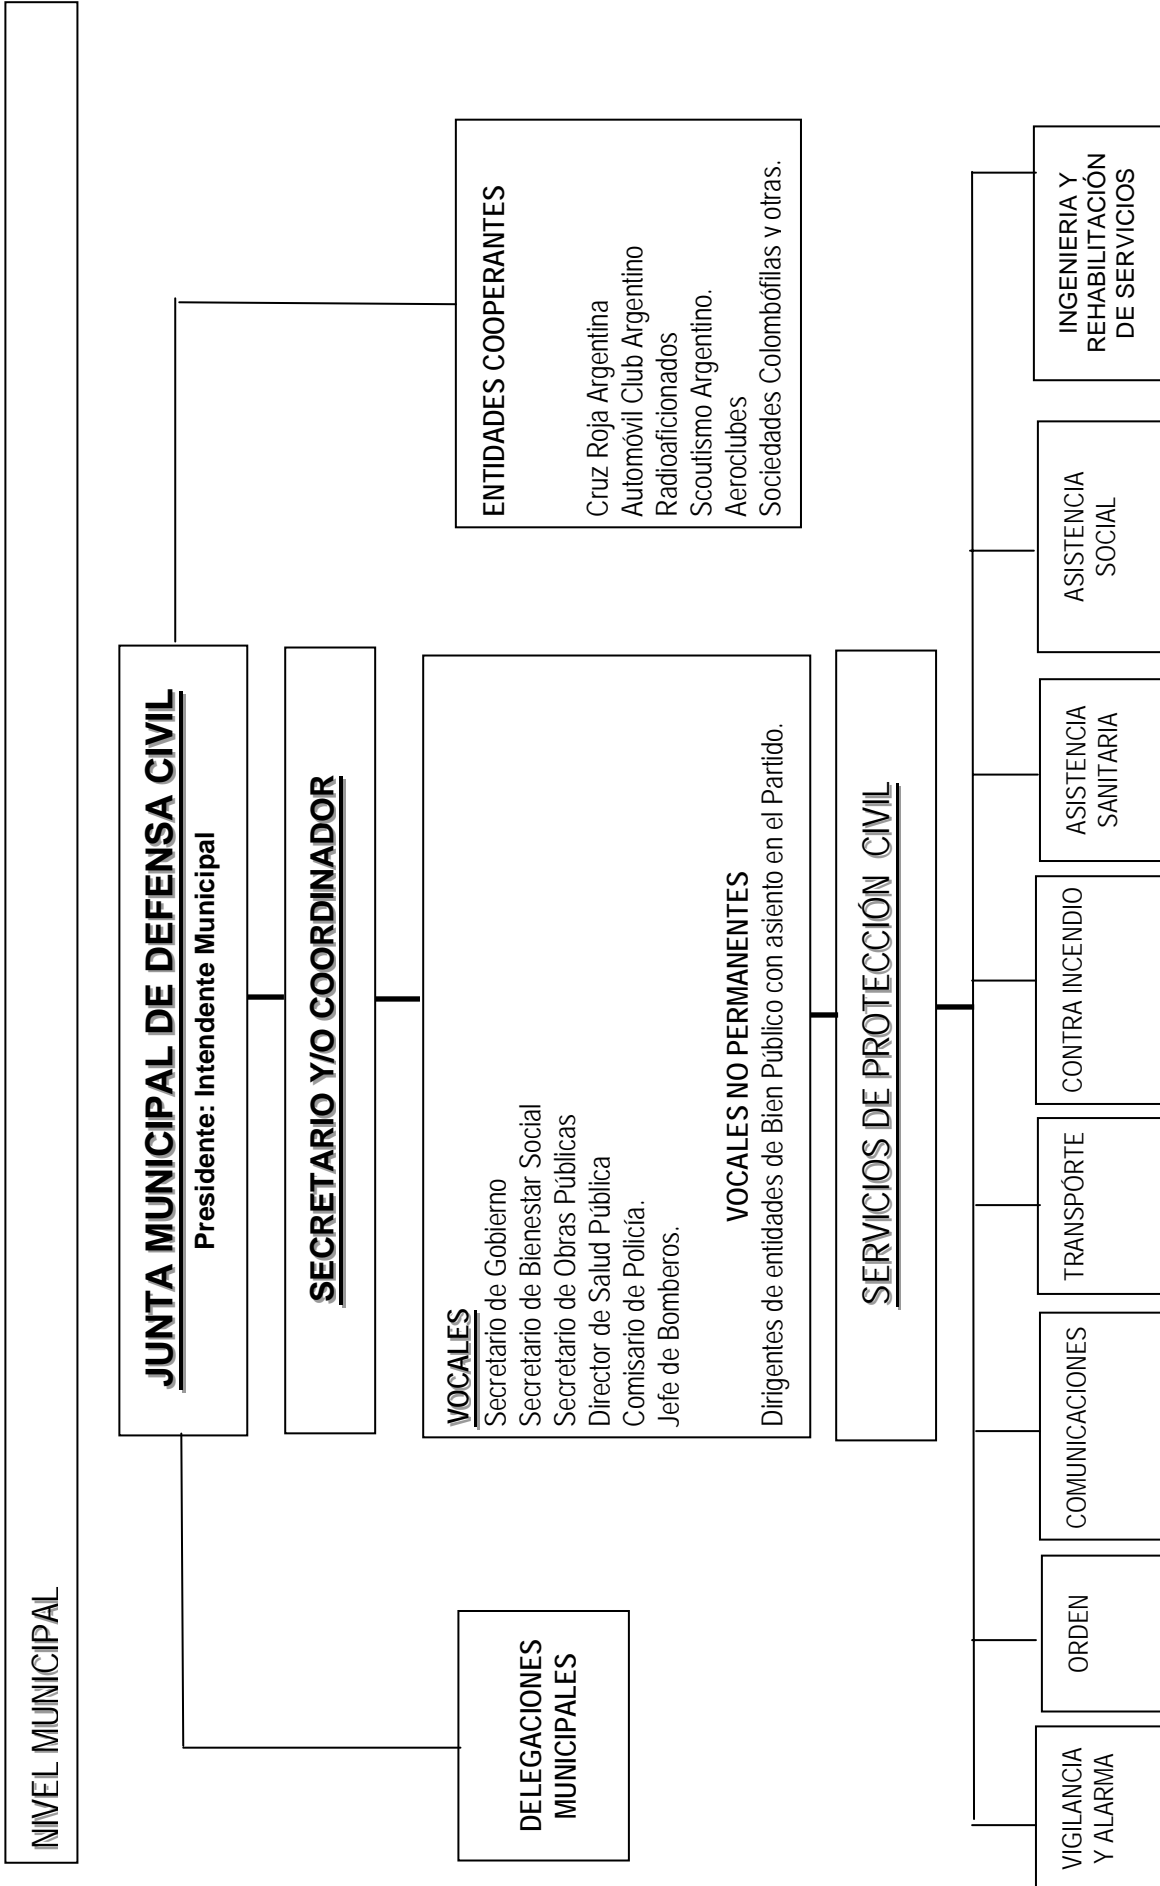 NIVEL MUNICIPAL
JUNTA MUNICIPAL DE DEFENSA CIVIL
Presidente: Intendente Municipal
SECRETARIO Y/O COORDINADOR
DELEGACIONES
MUNICIPALES
VOCALES
Secretario de Gobierno
Secretario de Bienestar Social
Secretario de Obras Públicas
Director de Salud Pública
Comisario de Policía.
Jefe de Bomberos.
VOCALES NO PERMANENTES
Dirigentes de entidades de Bien Público con asiento en el Partido.
ENTIDADES COOPERANTES
Cruz Roja Argentina
Automóvil Club Argentino
Radioaficionados
Scoutismo Argentino.
Aeroclubes
Sociedades Colombófilas y otras.
SERVICIOS DE PROTECCIÓN CIVIL
VIGILANCIA
Y ALARMA
ORDEN
COMUNICACIONES
TRANSPÓRTE
CONTRA INCENDIO
ASISTENCIA
SANITARIA
ASISTENCIA
SOCIAL
INGENIERIA Y
REHABILITACIÓN
DE SERVICIOS